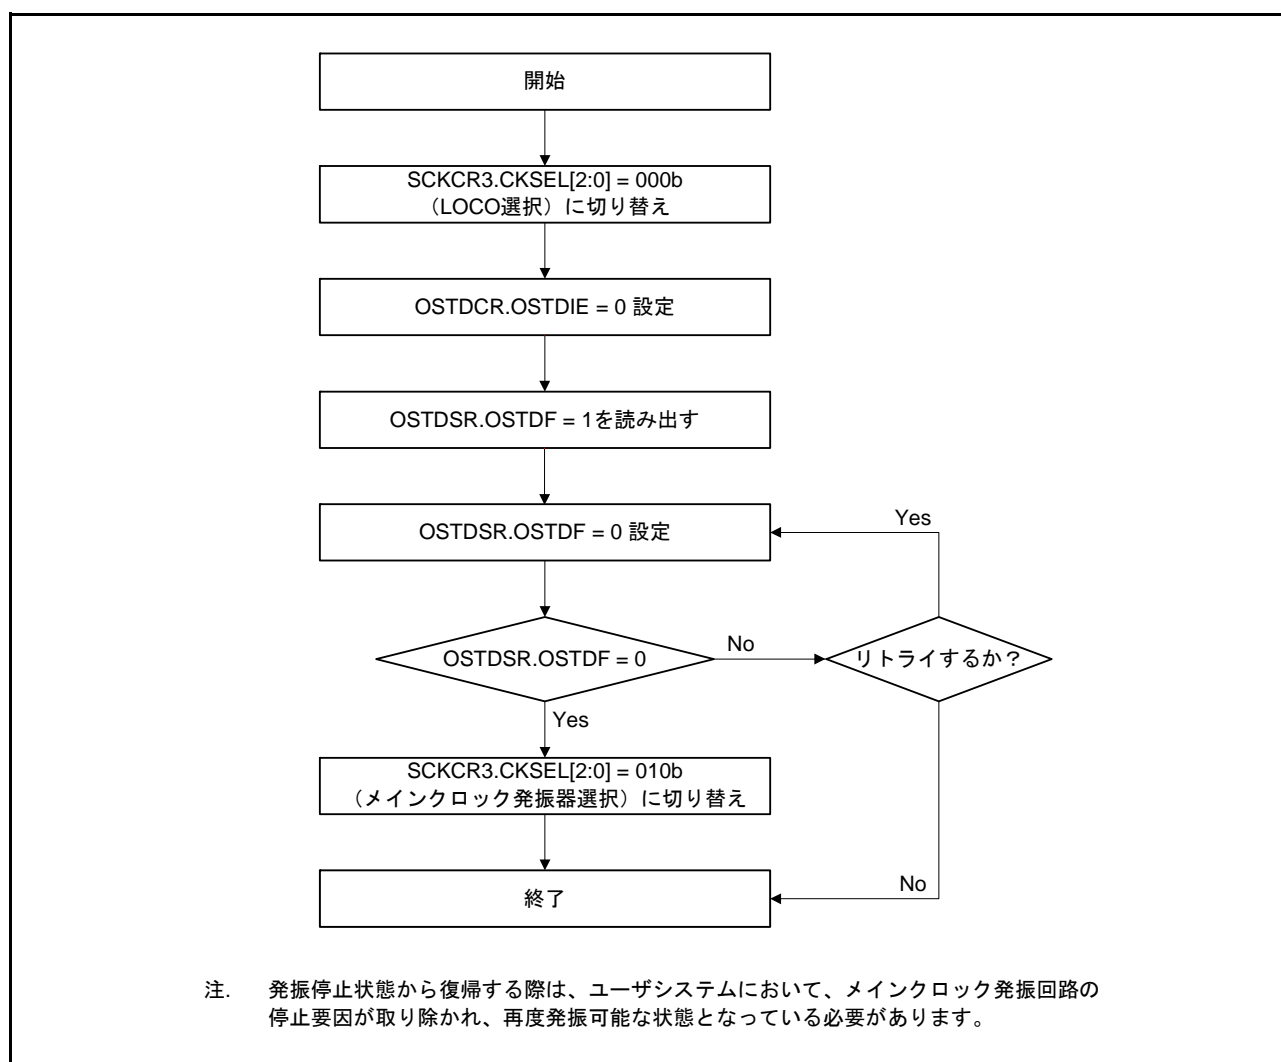 開始
SCKCR3.CKSEL[2:0] = 000b
（LOCO選択）に切り替え
OSTDCR.OSTDIE = 0 設定
OSTDSR.OSTDF = 1を読み出す
OSTDSR.OSTDF = 0 設定
Yes
OSTDSR.OSTDF = 0
No
リトライするか？
Yes
SCKCR3.CKSEL[2:0] = 010b
（メインクロック発振器選択）に切り替え
No
終了
注. 発振停止状態から復帰する際は、ユーザシステムにおいて、メインクロック発振回路の
停止要因が取り除かれ、再度発振可能な状態となっている必要があります。